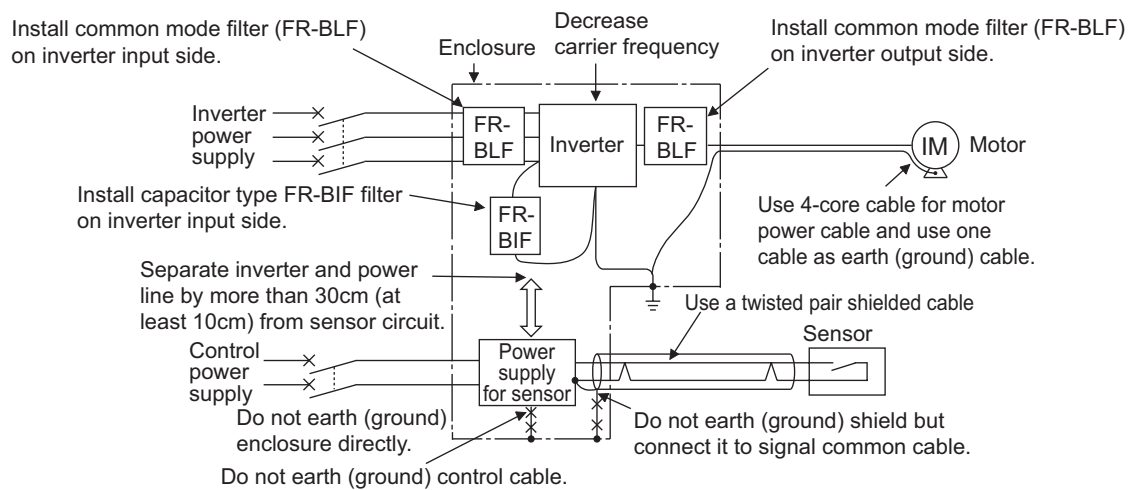 Install common mode filter (FR-BLF)
on inverter input side.
Enclosure
Decrease
carrier frequency
Install common mode filter (FR-BLF)
on inverter output side.
Inverter
power
supply
FR-
BLF
Inverter
FR-
BLF
IM
Motor
Install capacitor type FR-BIF filter
on inverter input side.
FR-
BIF
Use 4-core cable for motor
power cable and use one
cable as earth (ground) cable.
Separate inverter and power
line by more than 30cm (at
least 10cm) from sensor circuit.
Use a twisted pair shielded cable
Sensor
Control
power
supply
Power
supply
for sensor
Do not earth (ground)
enclosure directly.
Do not earth (ground) shield but
connect it to signal common cable.
Do not earth (ground) control cable.